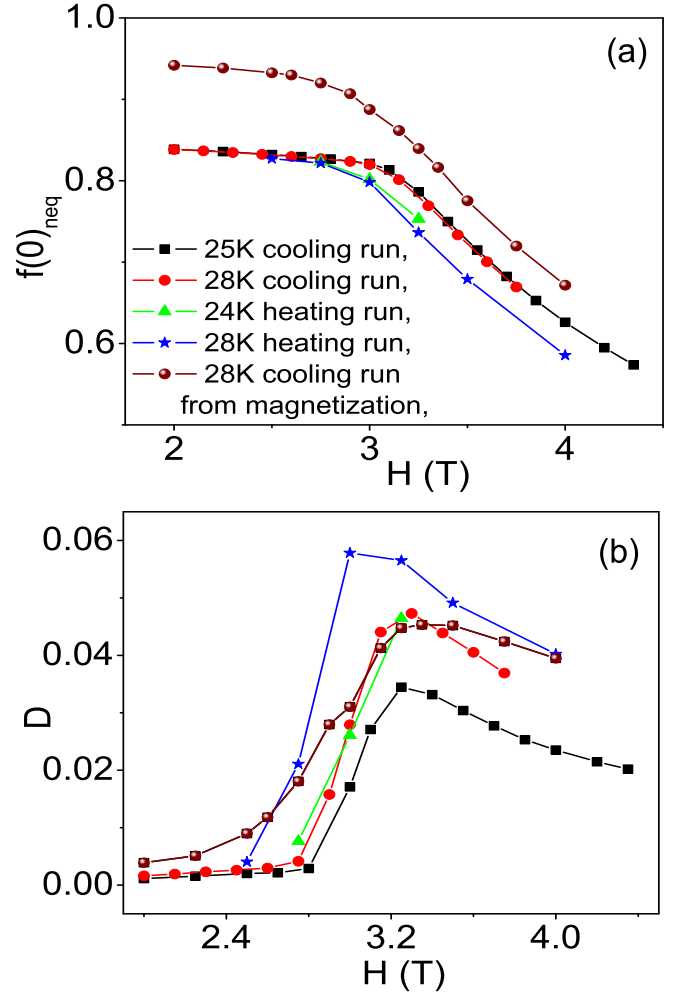 1.0
(a)
0.8
f(0)neq
25K cooling run,
28K cooling run,
24K heating run,
28K heating run,
28K cooling run
from magnetization,
0.6
2 3 4
H (T)
0.06
(b)
0.04
D
0.02
0.00
2.4 3.2 4.0
H (T)